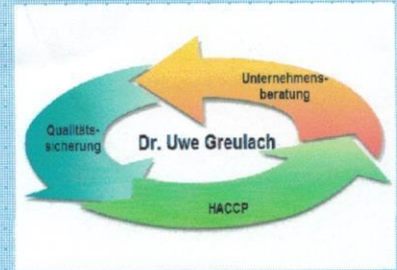 Unternehmens-
beratung
Qualitäts-
sicherung
Dr. Uwe Greulach
HACCP